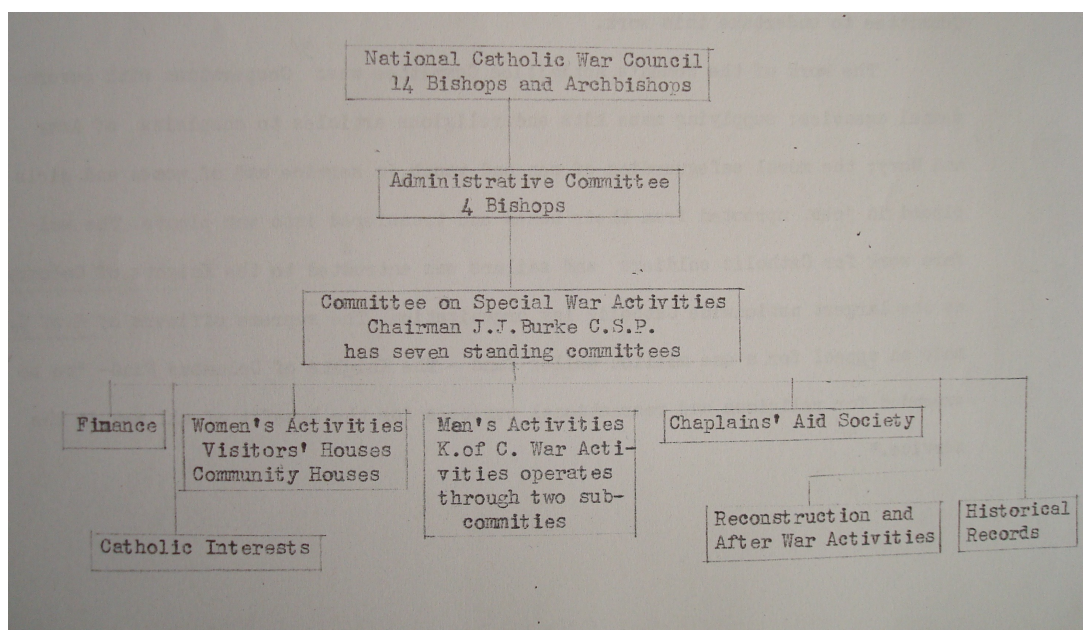 National Catholic War Council
14 Bishops and Archbishops
Administrative Committee
4 Bishops
Committee on Special War Activities
Chairman J.J.Burke C.S.P.
has seven standing committees
Finance
Women's Activities
Visitors' Houses
Community Houses
Men's Activities
K.of C. War Acti-
vities operates
through two sub-
commities
Chaplains' Aid Society
Catholic Interests
Reconstruction and
After War Activities
Historical
Records